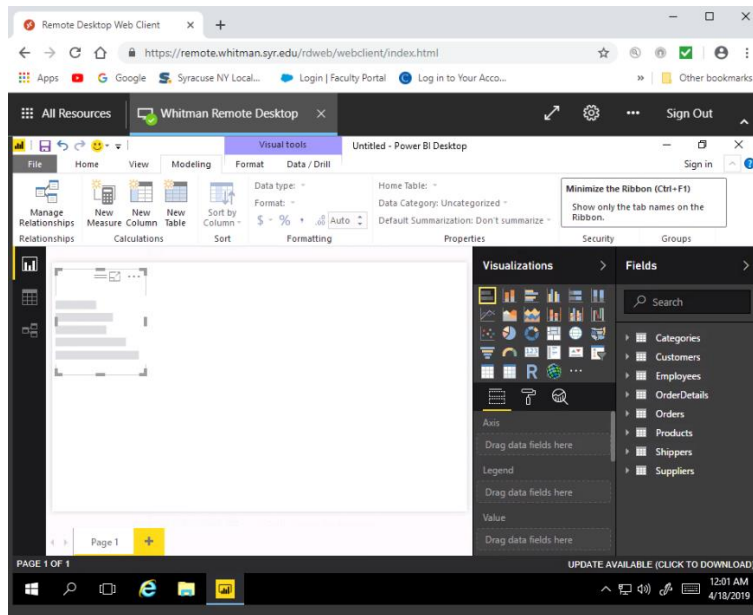 Remote Desktop Web Client
https://remote.whitman.syr.edu/rdweb/webclient/index.html
Apps Google Syracuse NY Local... Login | Faculty Portal Log in to Your Acco... » Other bookmarks
All Resources Whitman Remote Desktop Sign Out
Visual tools Untitled - Power BI Desktop
File Home View Modeling Format Data / Drill Sign in
Manage Relationships
New Measure
New Column
New Table
Sort by Column
Data type:
Format:
$ % , .00 Auto
Home Table:
Data Category: Uncategorized
Default Summarization: Don't summarize
Minimize the Ribbon (Ctrl+F1)
Show only the tab names on the
Ribbon.
Relationships Calculations Sort Formatting Properties Security Groups
Visualizations
Fields
Search
Categories
Customers
Employees
OrderDetails
Orders
Products
Shippers
Suppliers
R
123
Axis
Drag data fields here
Legend
Drag data fields here
Value
Drag data fields here
Page 1
PAGE 1 OF 1 UPDATE AVAILABLE (CLICK TO DOWNLOAD)
12:01 AM
4/18/2019